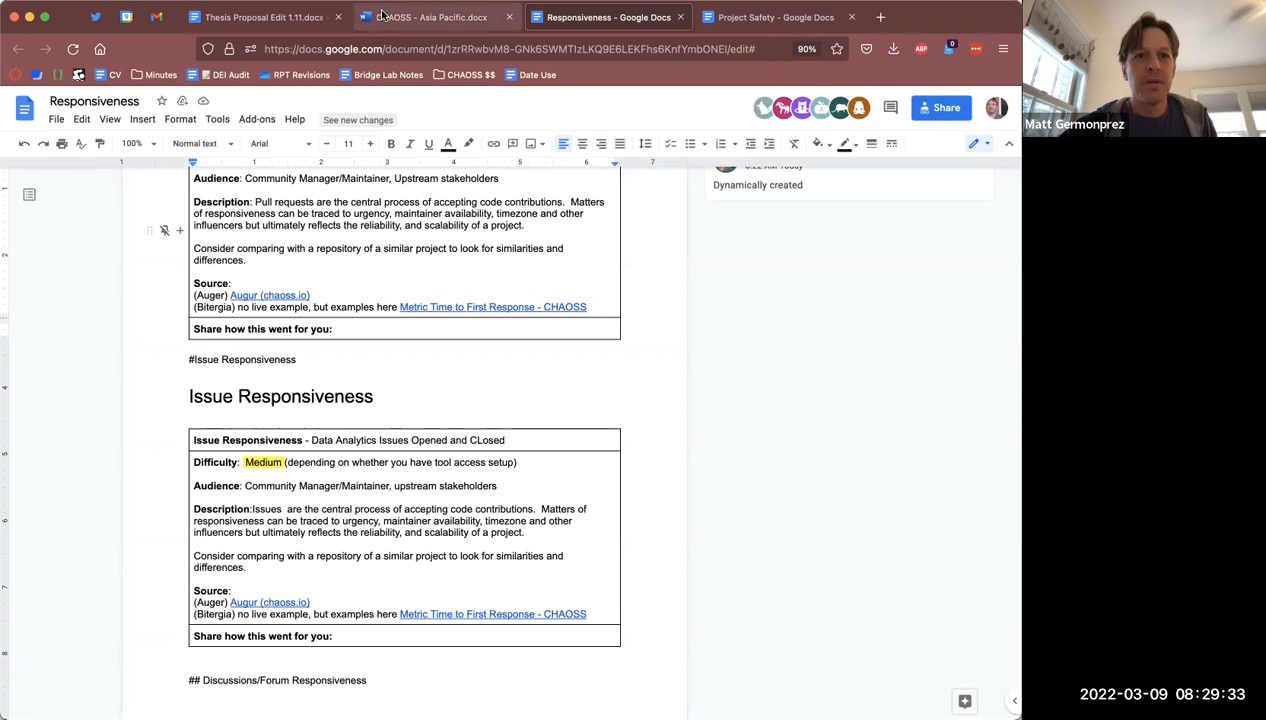 Thesis Proposal Edit 1.11.docx
CHAOSS - Asia Pacific.docx
Responsiveness - Google Docs
Project Safety - Google Docs
https://docs.google.com/document/d/1zrRRwbvM8-GNk6SWMTIzLKQ9E6LEKFhs6KnfYmbONEI/edit#
90%
ABP
0
CV
Minutes
DEI Audit
RPT Revisions
Bridge Lab Notes
CHAOSS $$
Date Use
Responsiveness
File Edit View Insert Format Tools Add-ons Help
See new changes
Share
100% Normal text Arial 11
1 1 2 3 4 5 6 7
Audience: Community Manager/Maintainer, Upstream stakeholders
Description: Pull requests are the central process of accepting code contributions. Matters
of responsiveness can be traced to urgency, maintainer availability, timezone and other
influencers but ultimately reflects the reliability, and scalability of a project.
Consider comparing with a repository of a similar project to look for similarities and
differences.
Source:
(Auger) Augur (chaoss.io)
(Bitergia) no live example, but examples here Metric Time to First Response - CHAOSS
Share how this went for you:
#Issue Responsiveness
Issue Responsiveness
Issue Responsiveness - Data Analytics Issues Opened and CLosed
Difficulty: Medium (depending on whether you have tool access setup)
Audience: Community Manager/Maintainer, upstream stakeholders
Description:Issues are the central process of accepting code contributions. Matters of
responsiveness can be traced to urgency, maintainer availability, timezone and other
influencers but ultimately reflects the reliability, and scalability of a project.
Consider comparing with a repository of a similar project to look for similarities and
differences.
Source:
(Auger) Augur (chaoss.io)
(Bitergia) no live example, but examples here Metric Time to First Response - CHAOSS
Share how this went for you:
## Discussions/Forum Responsiveness
Dynamically created
Matt Germonprez
2022-03-09 08:29:33